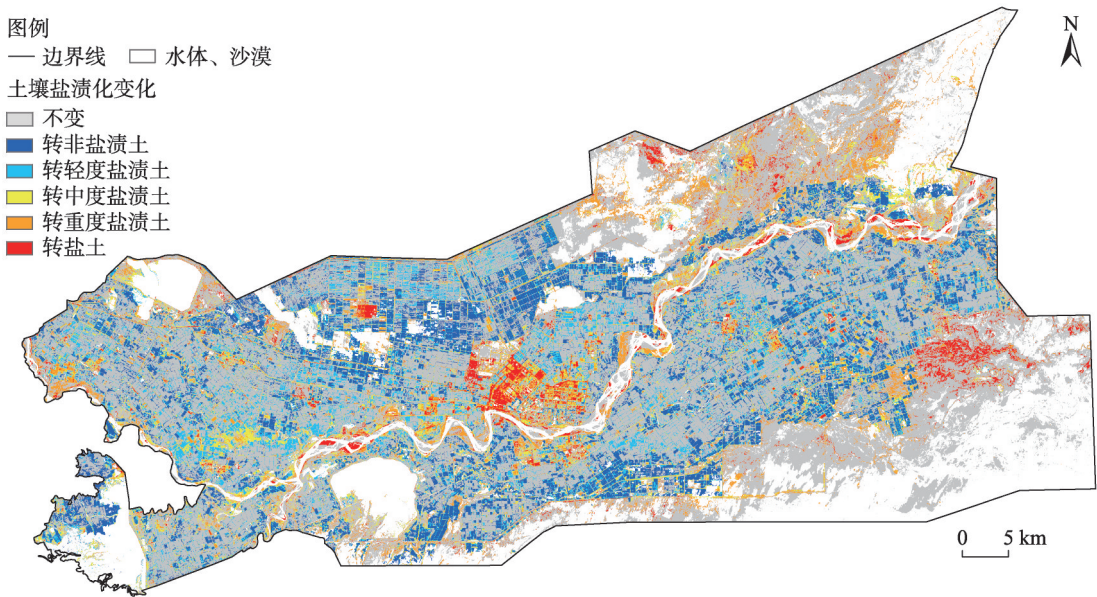 图例
边界线 水体、沙漠
土壤盐渍化变化
不变
转非盐渍土
转轻度盐渍土
转中度盐渍土
转重度盐渍土
转盐土
N
0 5 km